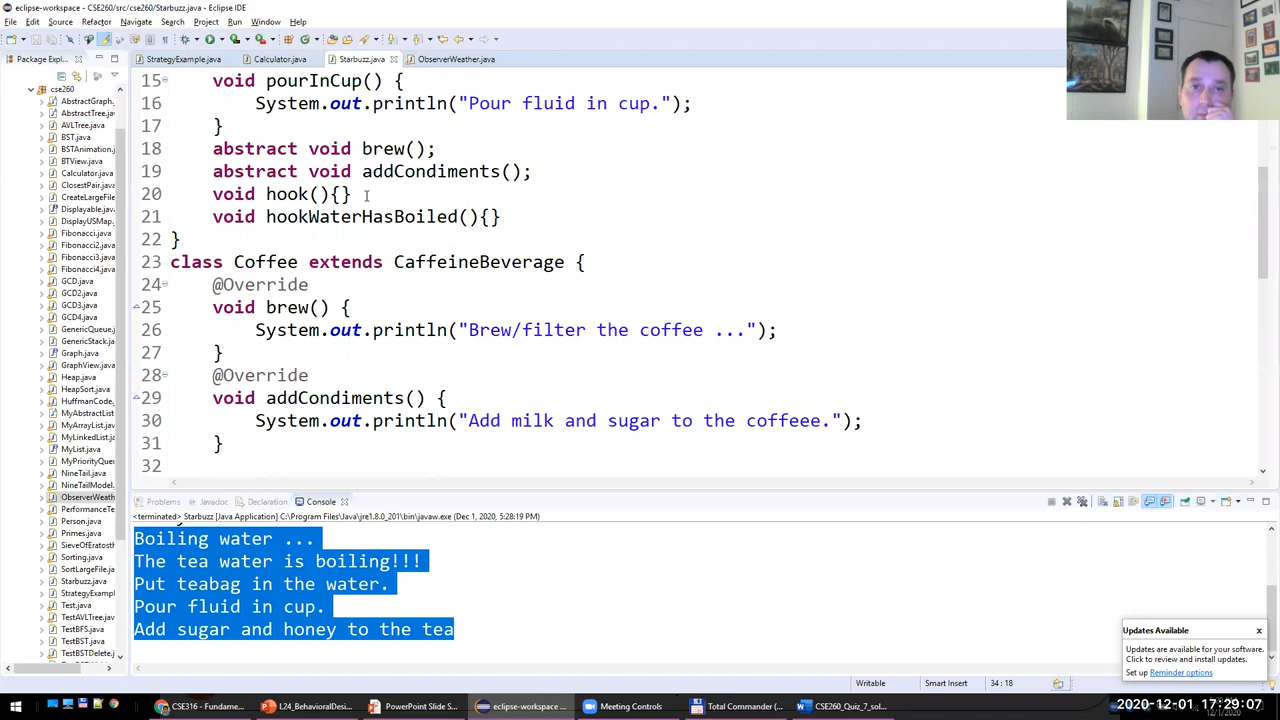 eclipse-workspace - CSE260/src/cse260/Starbuzz.java - Eclipse IDE
File Edit Source Refactor Navigate Search Project Run Window Help
Package Expl...
StrategyExample.java Calculator.java Starbuzz.java ObserverWeather.java
cse260
AbstractGraph.
AbstractTree.ja
AVLTree.java
BST.java
BSTAnimation.j
BTView.java
Calculator.java
ClosestPair.java
CreateLargeFile
Displayable.java
DisplayUSMap.
Fibonacci.java
Fibonacci2.java
Fibonacci3.java
Fibonacci4.java
GCD.java
GCD2.java
GCD3.java
GCD4.java
GenericQueue.
GenericStack.ja
Graph.java
GraphView.java
Heap.java
HeapSort.java
HuffmanCode.
MyAbstractList
MyArrayList.jav
MyLinkedList.
MyList.java
MyPriorityQue
NineTail.java
NineTailModel.
ObserverWeath
PerformanceTe
Person.java
Primes.java
SieveOfEratosth
Sorting.java
SortLargeFile.j
Starbuzz.java
StrategyExampl
Test.java
TestAVLTree.jav
TestBFS.java
TestBST.java
TestBSTDelete.
15 void pourInCup() {
16 System.out.println("Pour fluid in cup.");
17 }
18 abstract void brew();
19 abstract void addCondiments();
20 void hook(){}
21 void hookWaterHasBoiled(){}
22 }
23 class Coffee extends CaffeineBeverage {
24 @Override
25 void brew() {
26 System.out.println("Brew/filter the coffee ...");
27 }
28 @Override
29 void addCondiments() {
30 System.out.println("Add milk and sugar to the coffeee.");
31 }
32
Problems Javadoc Declaration Console
<terminated> Starbuzz [Java Application] C:\Program Files\Java\jre1.8.0_201\bin\javaw.exe (Dec 1, 2020, 5:28:19 PM)
Boiling water ...
The tea water is boiling!!!
Put teabag in the water.
Pour fluid in cup.
Add sugar and honey to the tea
Updates Available
Updates are available for your software.
Click to review and install updates.
Set up Reminder options
Writable Smart Insert 34 : 18
CSE316 - Fundame... L24_BehavioralDesi... PowerPoint Slide S... eclipse-workspace ... Meeting Controls Total Commander (... CSE260_Quiz_7_sol...
2020-12-01 17:29:07
12/1/2020